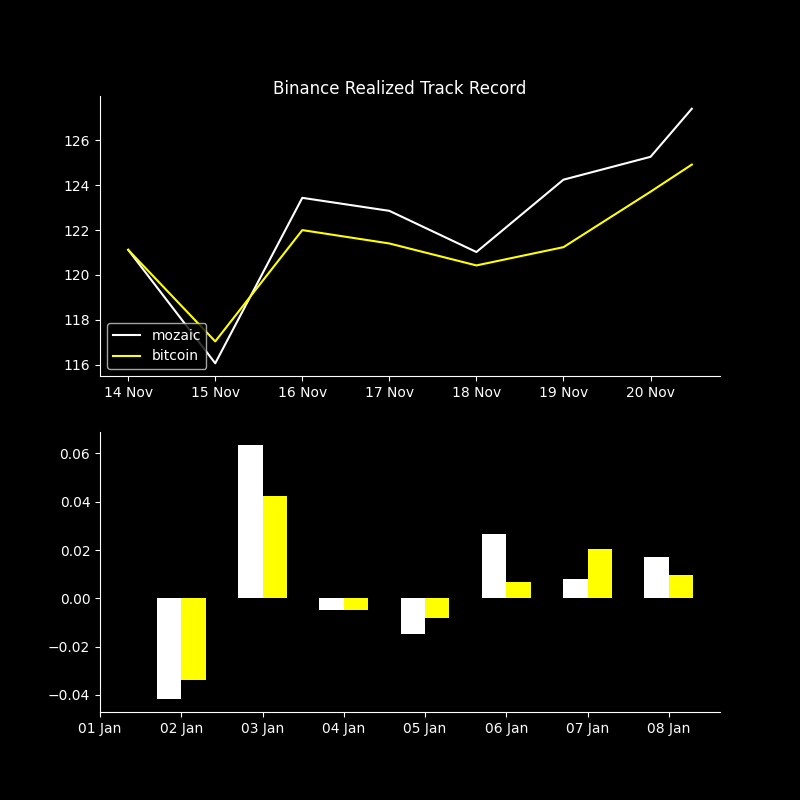 Binance Realized Track Record
126
124
122
120
118
116
mozaic
bitcoin
14 Nov 15 Nov 16 Nov 17 Nov 18 Nov 19 Nov 20 Nov
0.06
0.04
0.02
0.00
−0.02
−0.04
01 Jan 02 Jan 03 Jan 04 Jan 05 Jan 06 Jan 07 Jan 08 Jan